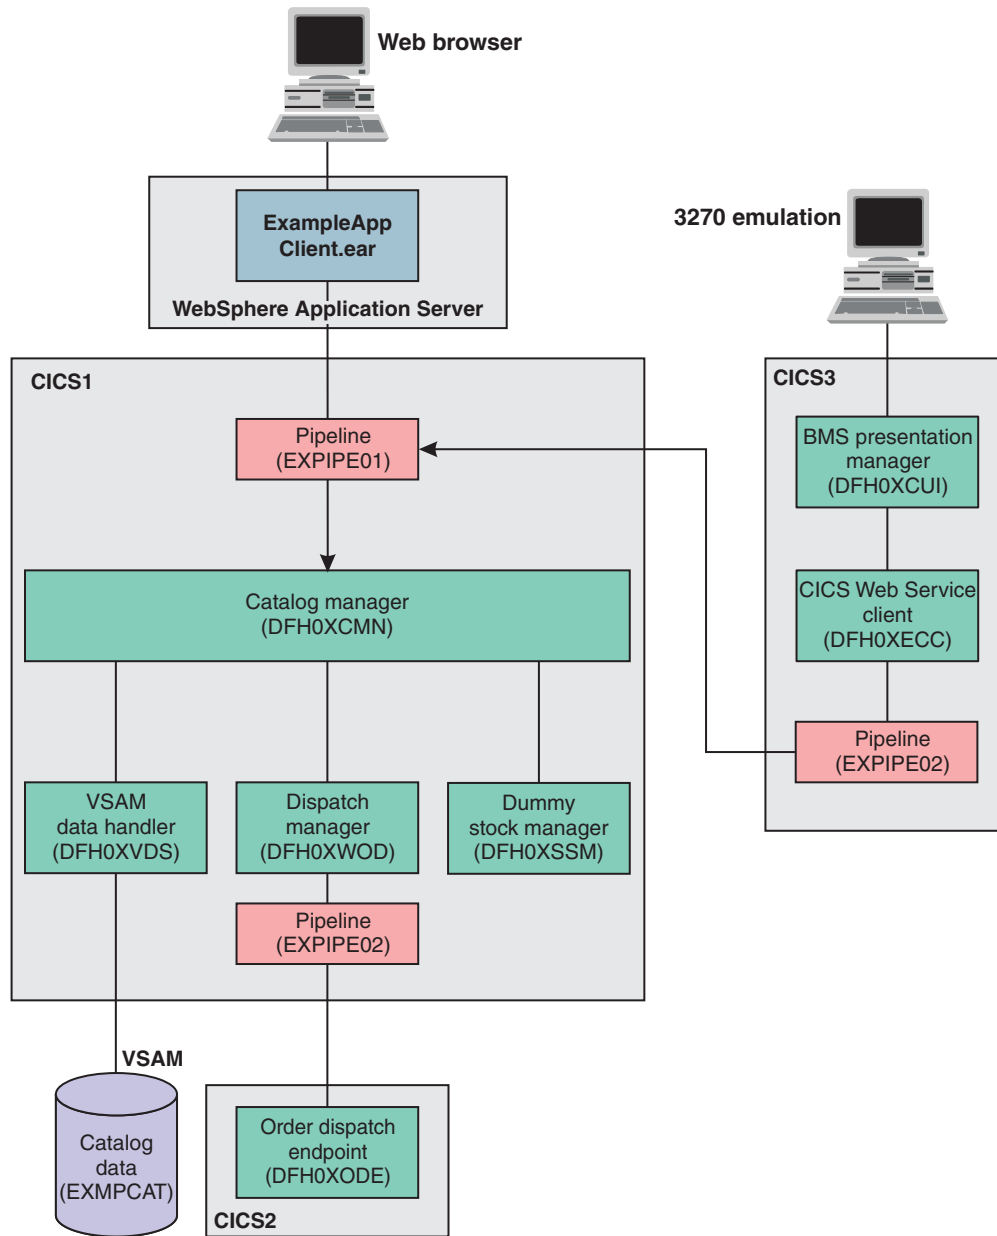 Web browser
ExampleApp
Client.ear
WebSphere Application Server
3270 emulation
CICS1
Pipeline
(EXPIPE01)
Catalog manager
(DFH0XCMN)
VSAM
data handler
(DFH0XVDS)
Dispatch
manager
(DFH0XWOD)
Dummy
stock manager
(DFH0XSSM)
Pipeline
(EXPIPE02)
CICS3
BMS presentation
manager
(DFH0XCUI)
CICS Web Service
client
(DFH0XECC)
Pipeline
(EXPIPE02)
VSAM
Catalog
data
(EXMPCAT)
Order dispatch
endpoint
(DFH0XODE)
CICS2